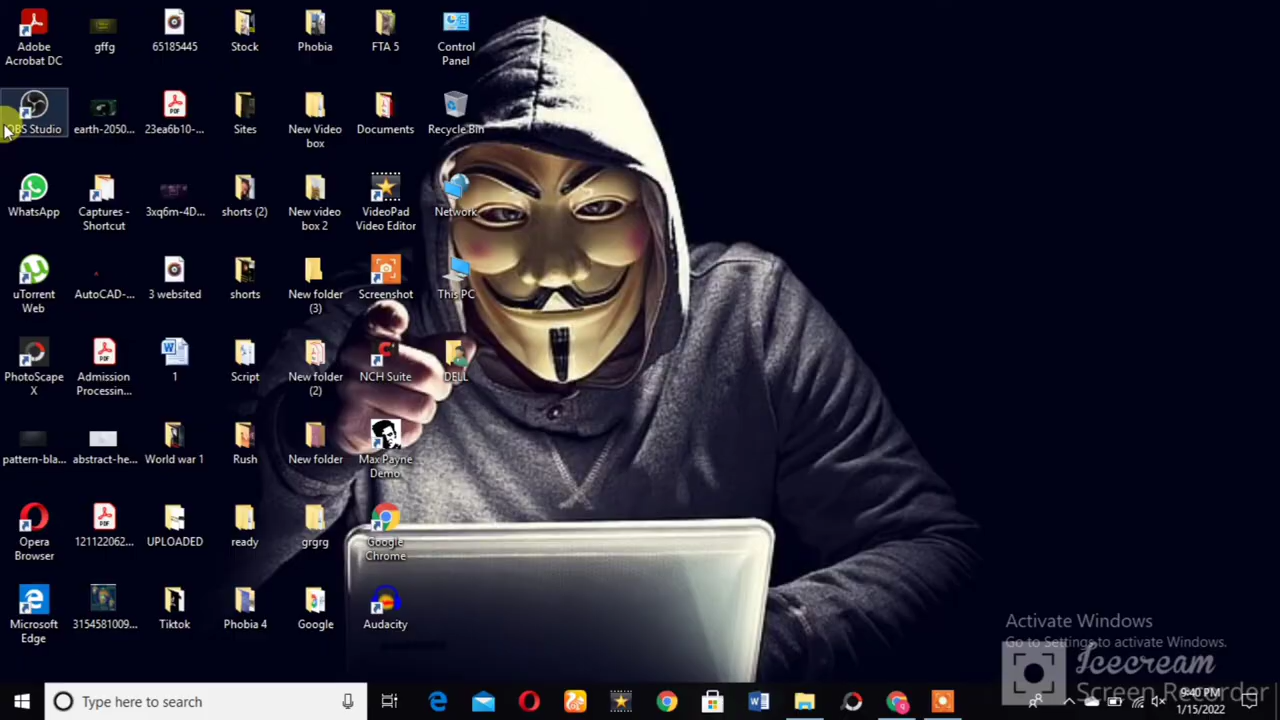 Adobe
Acrobat DC
gffg
65185445
Stock
Phobia
FTA 5
Control
Panel
OBS Studio
earth-2050...
23ea6b10-...
Sites
New Video
box
Documents
Recycle Bin
WhatsApp
Captures -
Shortcut
3xq6m-4D...
shorts (2)
New video
box 2
VideoPad
Video Editor
Network
uTorrent
Web
AutoCAD-...
3 websited
shorts
New folder
(3)
Screenshot
This PC
PhotoScape
X
Admission
Processin...
1
Script
New folder
(2)
NCH Suite
DELL
pattern-bla...
abstract-he...
World war 1
Rush
New folder
Max Payne
Demo
Opera
Browser
121122062...
UPLOADED
ready
grgrg
Google
Chrome
Microsoft
Edge
3154581009...
Tiktok
Phobia 4
Google
Audacity
Activate Windows
Go to Settings to activate Windows.
Icecream
Screen Recorder
Type here to search
9:40 PM
1/15/2022